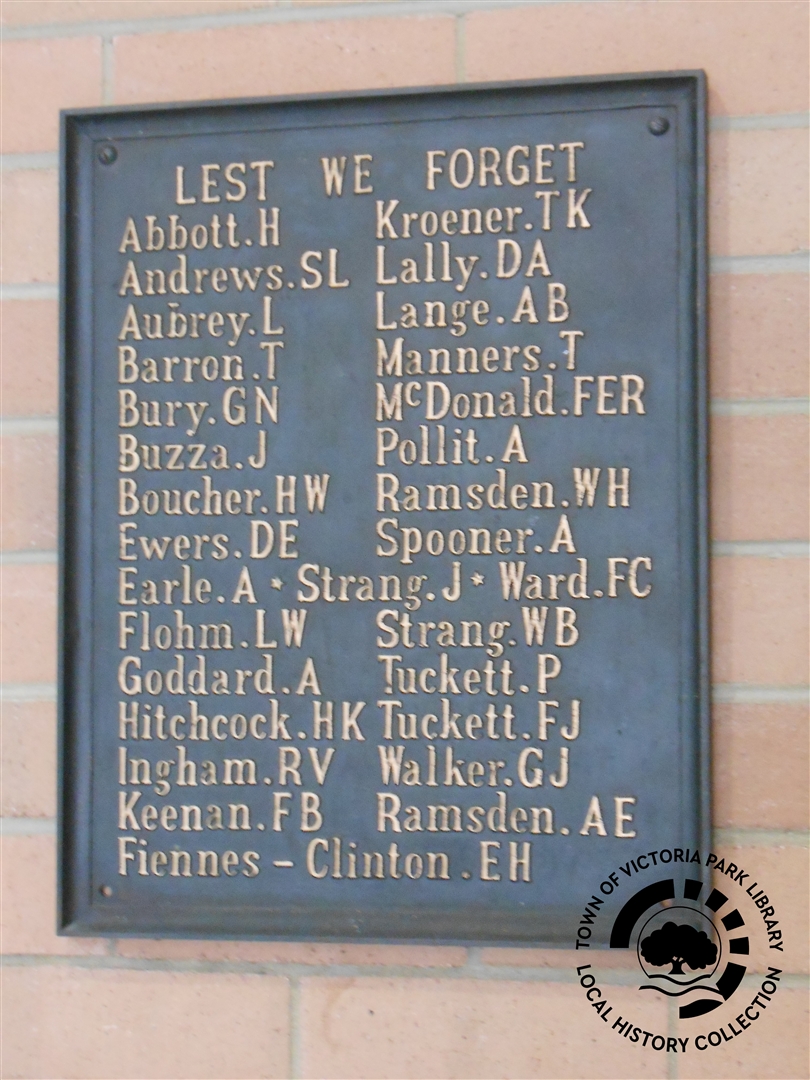 LEST WE FORGET
Abbott.H Kroener.TK
Andrews.SL Lally.DA
Aubrey.L Lange.AB
Barron.T Manners.T
Bury.GN McDonald.FER
Buzza.J Pollit.A
Boucher.HW Ramsden.WH
Ewers.DE Spooner.A
Earle.A * Strang.J * Ward.FC
Flohm.LW Strang.WB
Goddard.A Tuckett.P
Hitchcock.HK Tuckett.FJ
Ingham.RV Walker.GJ
Keenan.FB Ramsden.AE
Fiennes - Clinton.EH
TOWN OF VICTORIA PARK LIBRARY
LOCAL HISTORY COLLECTION